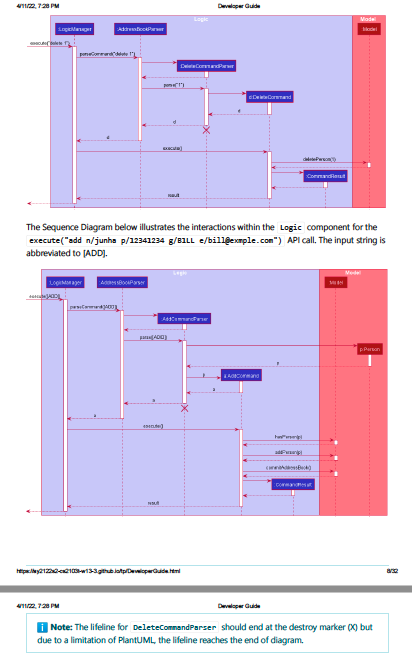 4/11/22, 7:28 PM Developer Guide
Logic Model
:LogicManager :AddressBookParser :Model
execute("delete 1")
parseCommand("delete 1")
:DeleteCommandParser
parse("1")
d:DeleteCommand
d
d
d
execute()
deletePerson(1)
:CommandResult
result
The Sequence Diagram below illustrates the interactions within the Logic component for the
execute("add n/junha p/12341234 g/B1LL e/bill@exmple.com") API call. The input string is
abbreviated to [ADD].
Logic Model
:LogicManager :AddressBookParser :Model
execute([ADD])
parseCommand([ADD])
:AddCommandParser
parse([ADD])
p:Person
p
p a:AddCommand
a
a
a
execute()
hasPerson(p)
addPerson(p)
commitAddressBook()
:CommandResult
result
https://ay2122s2-cs2103t-w13-3.github.io/tp/DeveloperGuide.html 8/32
4/11/22, 7:28 PM Developer Guide
Note: The lifeline for DeleteCommandParser should end at the destroy marker (X) but
due to a limitation of PlantUML, the lifeline reaches the end of diagram.